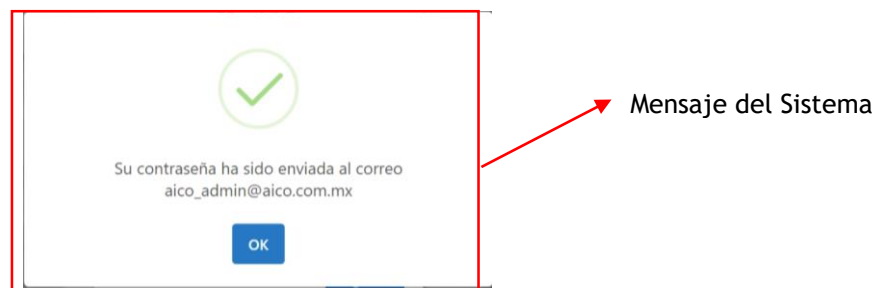 Mensaje del Sistema
Su contraseña ha sido enviada al correo
aico_admin@aico.com.mx
OK